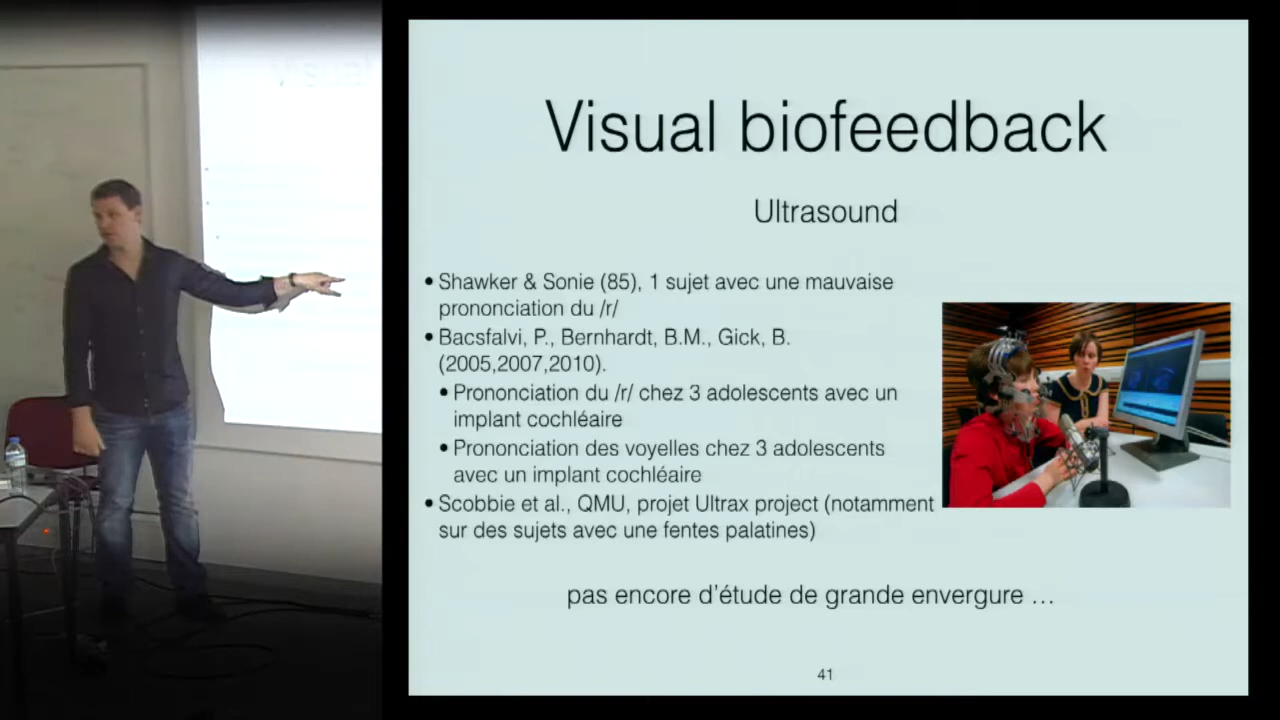 Visual biofeedback
Ultrasound
• Shawker & Sonie (85), 1 sujet avec une mauvaise
prononciation du /r/
• Bacsfalvi, P., Bernhardt, B.M., Gick, B.
(2005,2007,2010).
• Prononciation du /r/ chez 3 adolescents avec un
implant cochléaire
• Prononciation des voyelles chez 3 adolescents
avec un implant cochléaire
• Scobbie et al., QMU, projet Ultrax project (notamment
sur des sujets avec une fentes palatines)
pas encore d'étude de grande envergure ...
41